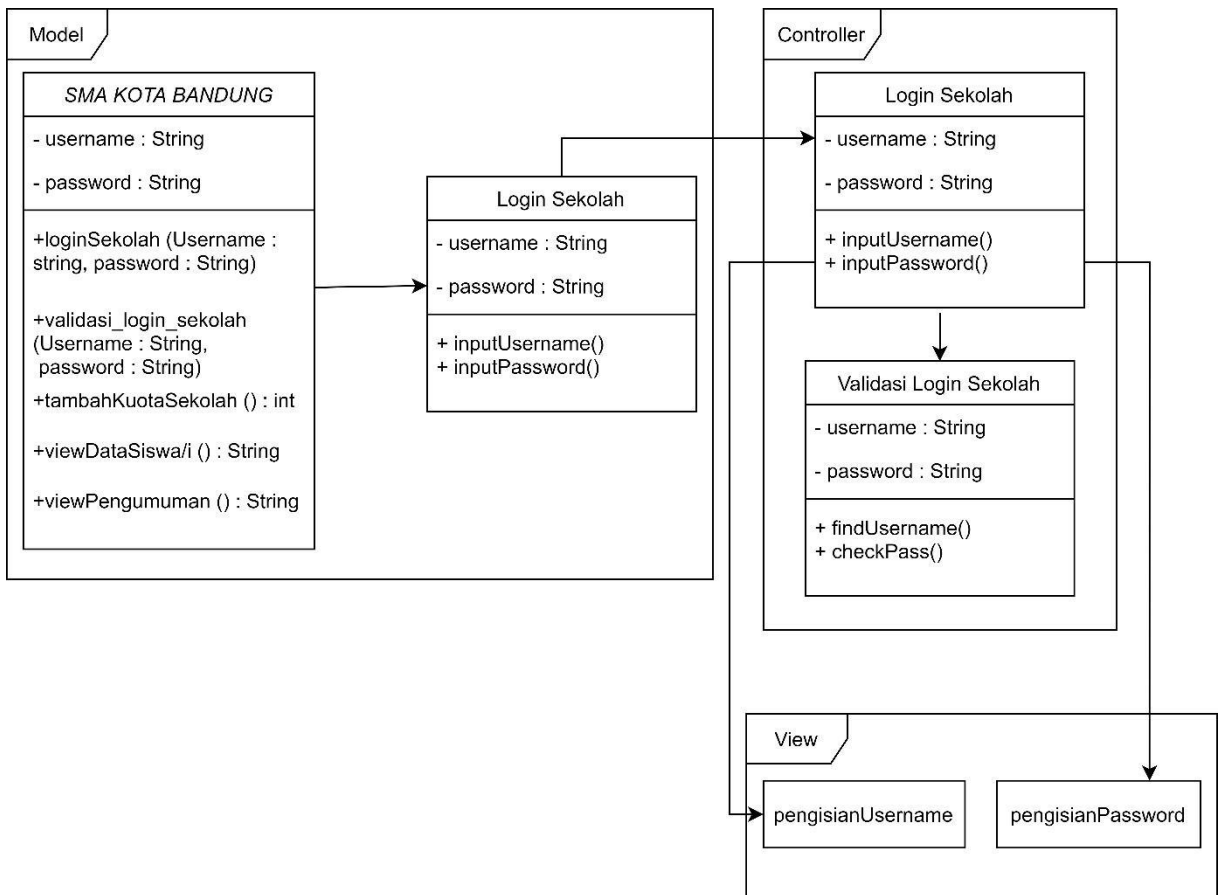 Model
SMA KOTA BANDUNG
- username : String
- password : String
+loginSekolah (Username :
string, password : String)
+validasi_login_sekolah
(Username : String,
password : String)
+tambahKuotaSekolah () : int
+viewDataSiswa/i () : String
+viewPengumuman () : String
Login Sekolah
- username : String
- password : String
+ inputUsername()
+ inputPassword()
Controller
Login Sekolah
- username : String
- password : String
+ inputUsername()
+ inputPassword()
Validasi Login Sekolah
- username : String
- password : String
+ findUsername()
+ checkPass()
View
pengisianUsername
pengisianPassword